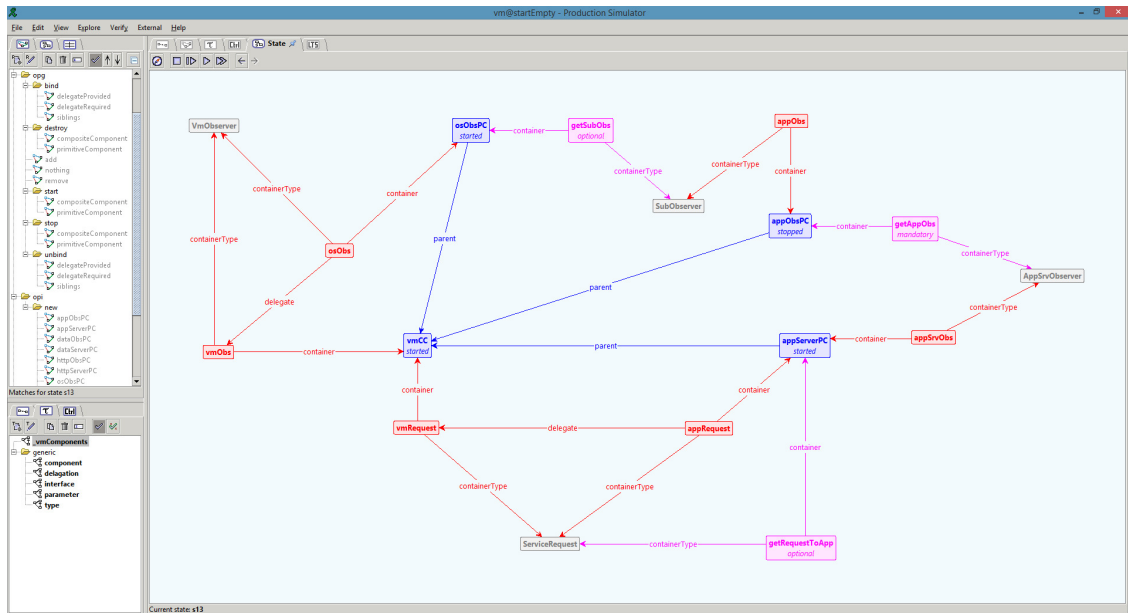 vm@startEmpty - Production Simulator
File Edit View Explore Verify External Help
State
LTS
Ctrl
opg
bind
delegateProvided
delegateRequired
siblings
destroy
compositeComponent
primitiveComponent
add
nothing
remove
start
compositeComponent
primitiveComponent
stop
compositeComponent
primitiveComponent
unbind
delegateProvided
delegateRequired
siblings
opi
new
appObsPC
appServerPC
dataObsPC
dataServerPC
httpObsPC
httpServerPC
osObsPC
Matches for state s13
Ctrl
_vmComponents
generic
component
delagation
interface
parameter
type
VmObserver
osObsPC
started
container
getSubObs
optional
appObs
containerType
container
containerType
containerType
container
SubObserver
appObsPC
stopped
container
getAppObs
mandatory
containerType
parent
osObs
containerType
AppSrvObserver
parent
delegate
containerType
vmObs
container
vmCC
started
parent
appServerPC
started
container
appSrvObs
container
container
vmRequest
delegate
appRequest
container
containerType
containerType
ServiceRequest
containerType
getRequestToApp
optional
Current state: s13